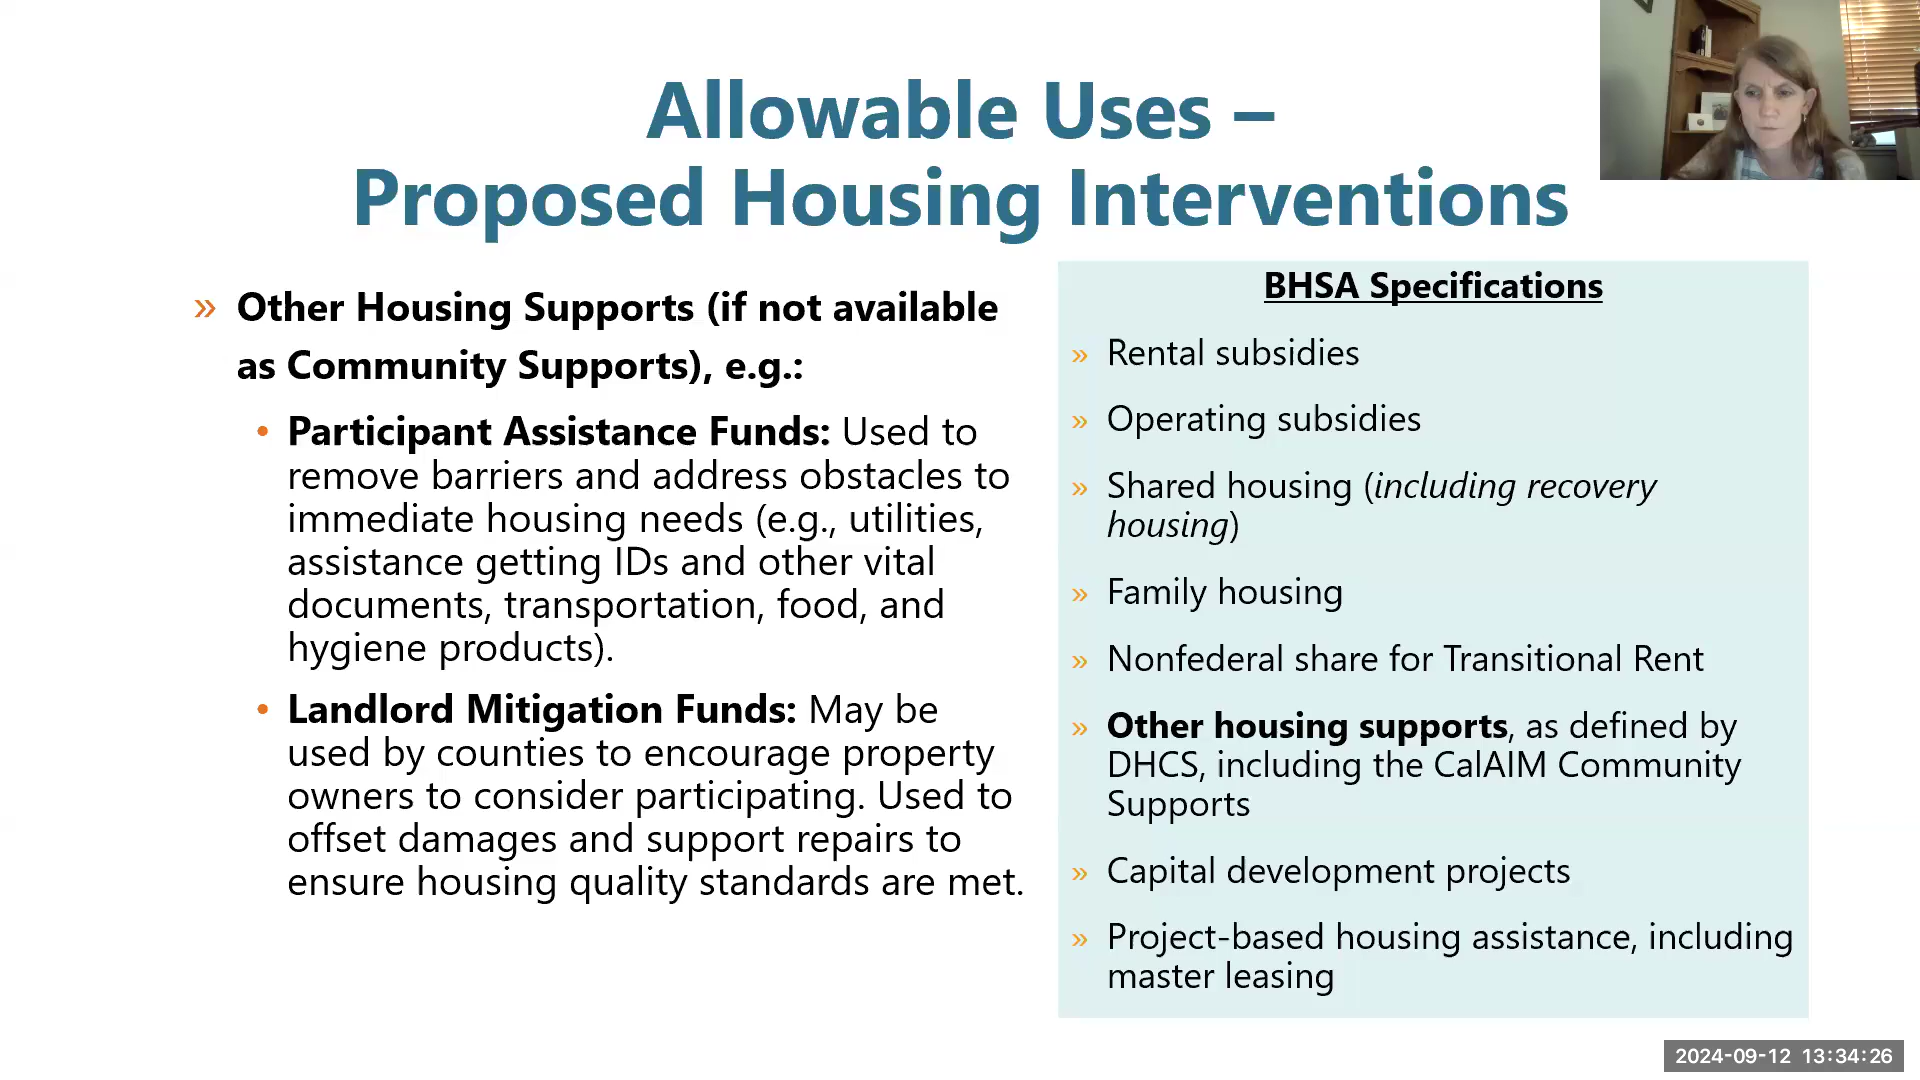 Allowable Uses –
Proposed Housing Interventions
» Other Housing Supports (if not available
as Community Supports), e.g.:
• Participant Assistance Funds: Used to
remove barriers and address obstacles to
immediate housing needs (e.g., utilities,
assistance getting IDs and other vital
documents, transportation, food, and
hygiene products).
• Landlord Mitigation Funds: May be
used by counties to encourage property
owners to consider participating. Used to
offset damages and support repairs to
ensure housing quality standards are met.
BHSA Specifications
» Rental subsidies
» Operating subsidies
» Shared housing (including recovery
housing)
» Family housing
» Nonfederal share for Transitional Rent
» Other housing supports, as defined by
DHCS, including the CalAIM Community
Supports
» Capital development projects
» Project-based housing assistance, including
master leasing
2024-09-12 13:34:26